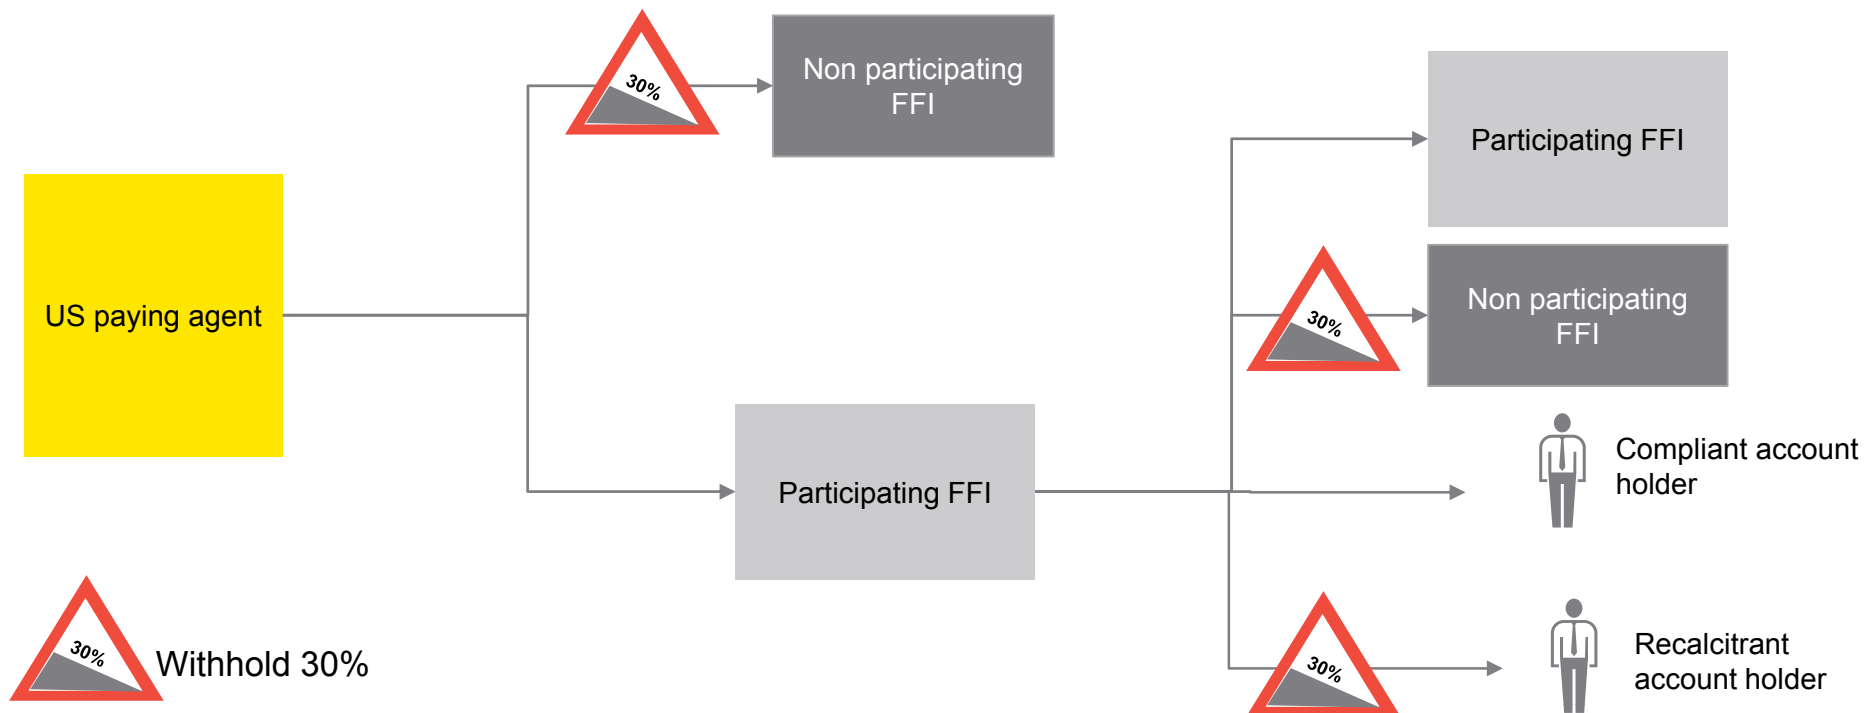 30%
Non participating
FFI
Participating FFI
US paying agent
30%
Non participating
FFI
Participating FFI
Compliant account
holder
30%
Withhold 30%
30%
Recalcitrant
account holder